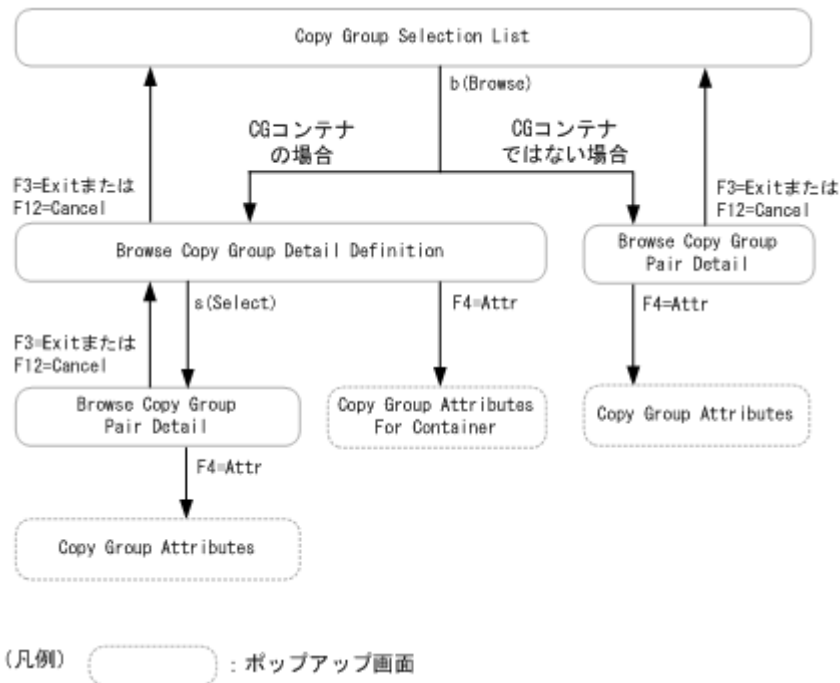 Copy Group Selection List
b(Browse)
CGコンテナ
の場合
CGコンテナ
ではない場合
F3=Exitまたは
F12=Cancel
F3=Exitまたは
F12=Cancel
Browse Copy Group Detail Definition
Browse Copy Group
Pair Detail
s(Select)
F4=Attr
F4=Attr
F3=Exitまたは
F12=Cancel
Browse Copy Group
Pair Detail
Copy Group Attributes
For Container
Copy Group Attributes
F4=Attr
Copy Group Attributes
(凡例)
:ポップアップ画面